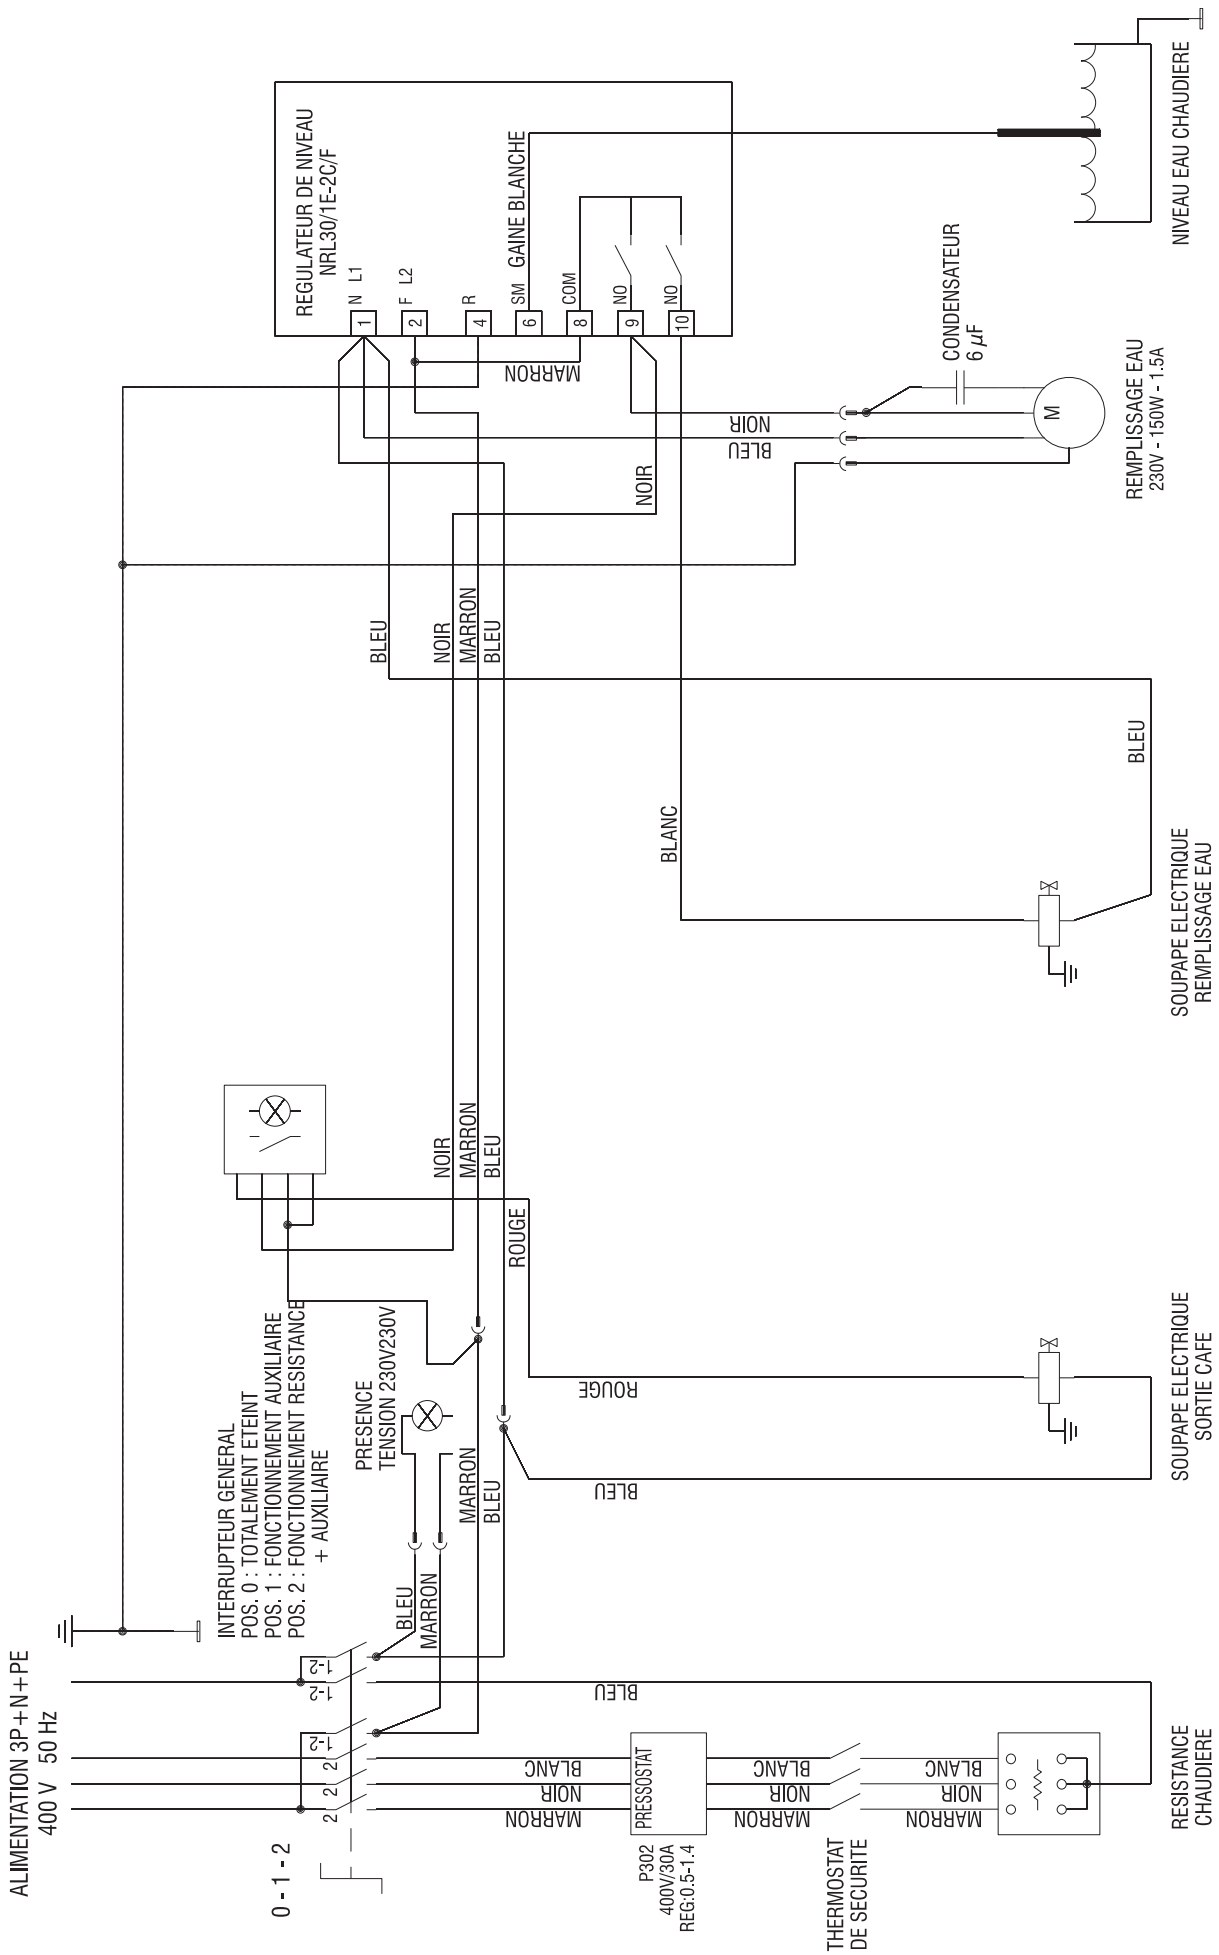 ALIMENTATION 3P+N+PE
400 V 50 Hz
0 - 1 - 2
2
2
2
1-2
1-2
1-2
INTERRUPTEUR GENERAL
POS. 0 : TOTALEMENT ETEINT
POS. 1 : FONCTIONNEMENT AUXILIAIRE
POS. 2 : FONCTIONNEMENT RESISTANCE
+ AUXILIAIRE
PRESENCE
TENSION 230V230V
BLEU
MARRON
MARRON
BLEU
ROUGE
NOIR
MARRON
BLEU
BLEU
NOIR
MARRON
BLEU
REGULATEUR DE NIVEAU
NRL30/1E-2C/F
N L1
F L2
R
SM GAINE BLANCHE
COM
NO
NO
1
2
4
6
8
9
10
MARRON
NOIR
BLEU
NOIR
BLANC
BLEU
BLEU
ROUGE
BLEU
CONDENSATEUR
6 µF
M
REMPLISSAGE EAU
230V - 150W - 1.5A
NIVEAU EAU CHAUDIERE
SOUPAPE ELECTRIQUE
REMPLISSAGE EAU
SOUPAPE ELECTRIQUE
SORTIE CAFE
BLANC
NOIR
MARRON
PRESSOSTAT
P302
400V/30A
REG:0.5-1.4
BLANC
NOIR
MARRON
THERMOSTAT
DE SECURITE
BLANC
NOIR
MARRON
RESISTANCE
CHAUDIERE